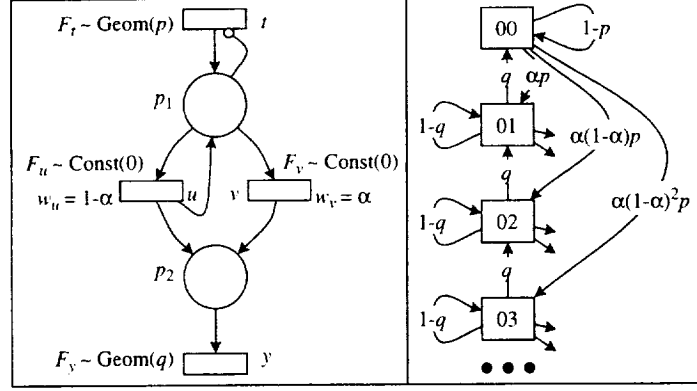 F_t ~ Geom(p) t
p_1
F_u ~ Const(0) F_v ~ Const(0)
w_u = 1-α u v w_v = α
p_2
F_y ~ Geom(q) y
00 1-p
q αp
1-q 01 α(1-α)p
q
1-q 02 α(1-α)²p
q
1-q 03